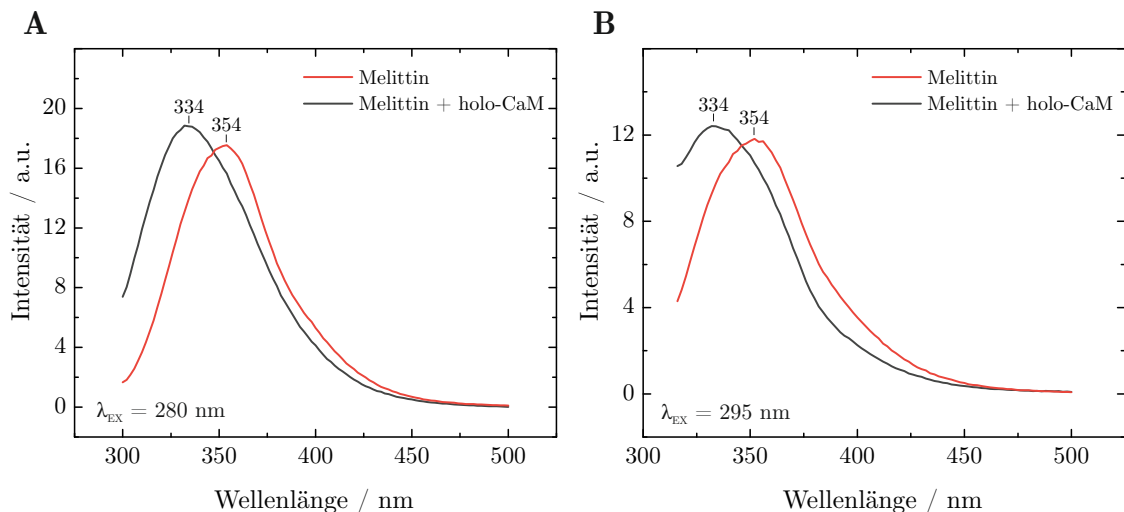 A
Melittin
Melittin + holo-CaM
334
354
20
16
12
8
4
0
Intensität / a.u.
λEX = 280 nm
300
350
400
450
500
Wellenlänge / nm
B
Melittin
Melittin + holo-CaM
334
354
12
8
4
0
Intensität / a.u.
λEX = 295 nm
300
350
400
450
500
Wellenlänge / nm